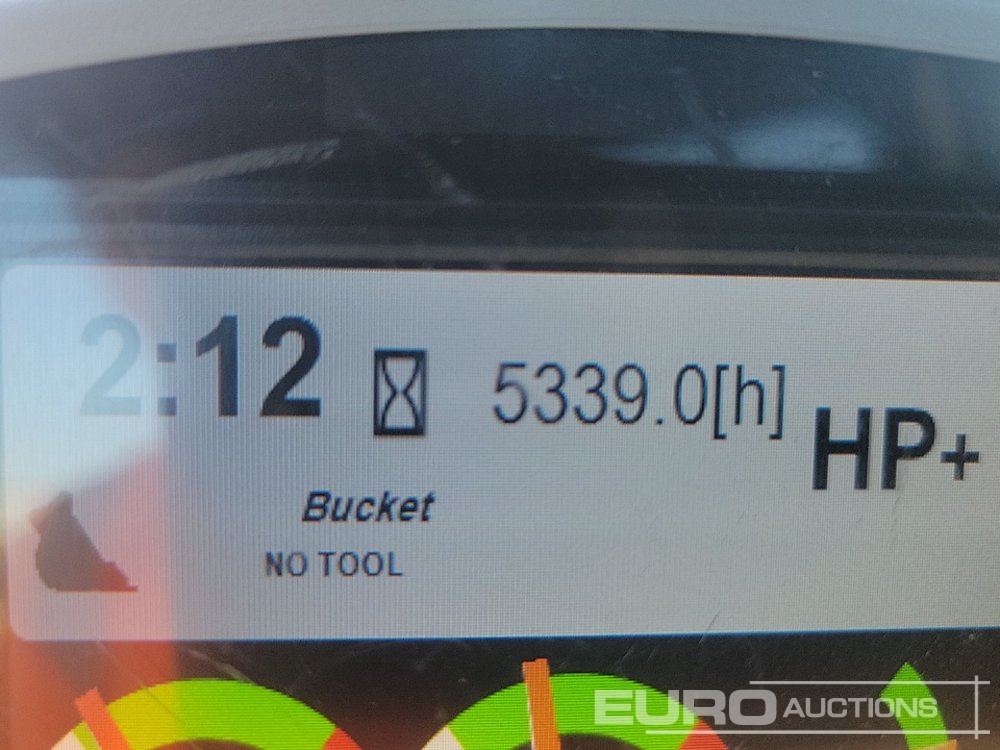 2:12 5339.0[h]
HP+
Bucket
NO TOOL
EURO AUCTIONS